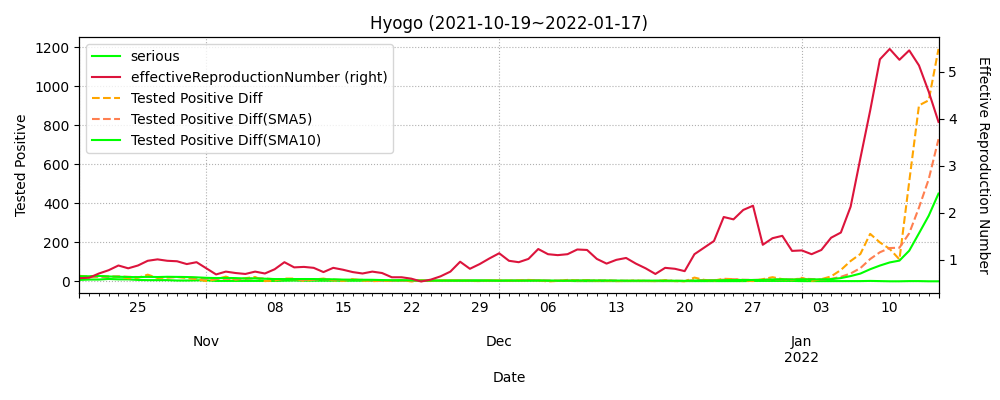 Hyogo (2021-10-19~2022-01-17)
serious
effectiveReproductionNumber (right)
Tested Positive Diff
Tested Positive Diff(SMA5)
Tested Positive Diff(SMA10)
Tested Positive
1200
1000
800
600
400
200
0
Effective Reproduction Number
5
4
3
2
1
25 08 15 22 29 06 13 20 27 03 10
Nov Dec Jan
2022
Date